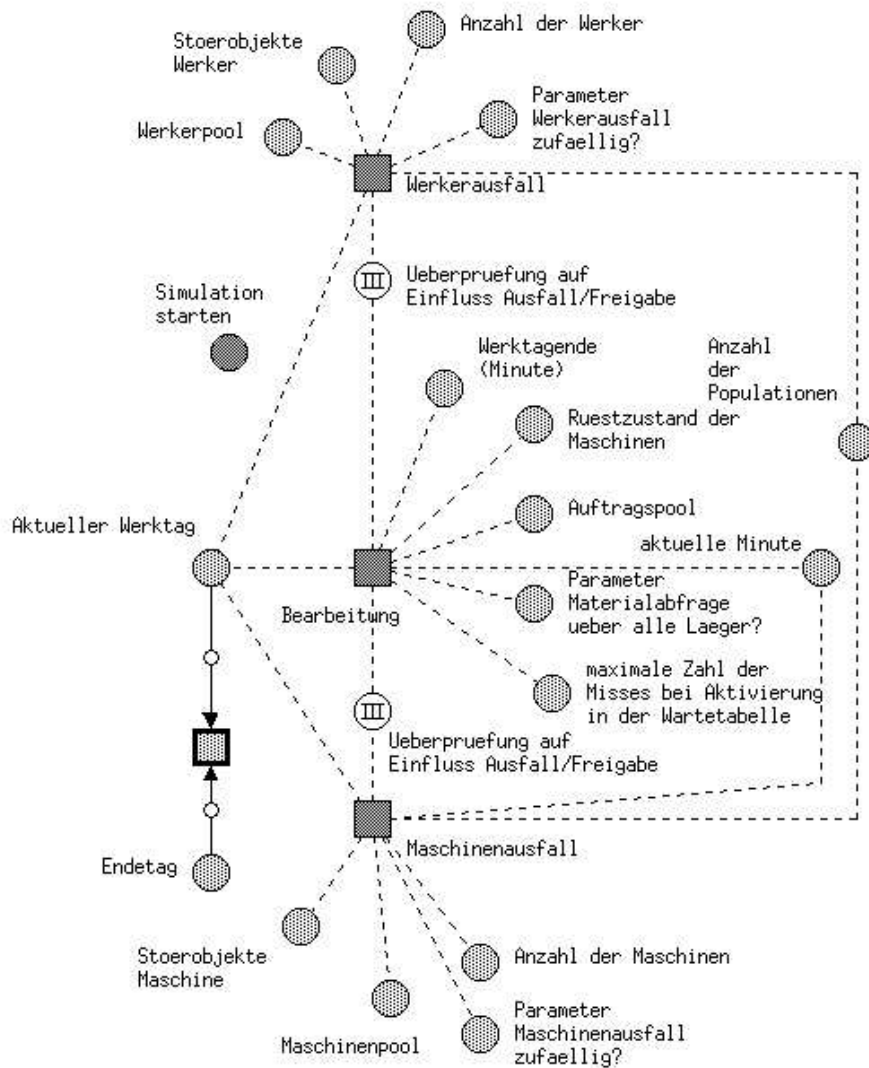 Anzahl der Werker
Stoerobjekte
Werker
Parameter
Werkerausfall
zufaellig?
Werkerpool
Werkerausfall
III
Ueberpruefung auf
Einfluss Ausfall/Freigabe
Simulation
starten
Werktagende
(Minute)
Anzahl
der
Populationen
Ruestzustand der
Maschinen
Auftragspool
Aktueller Werktag
aktuelle Minute
Parameter
Materialabfrage
ueber alle Laeger?
Bearbeitung
maximale Zahl der
Misses bei Aktivierung
in der Wartetabelle
III
Ueberpruefung auf
Einfluss Ausfall/Freigabe
Maschinenausfall
Endetag
Stoerobjekte
Maschine
Anzahl der Maschinen
Maschinenpool
Parameter
Maschinenausfall
zufaellig?